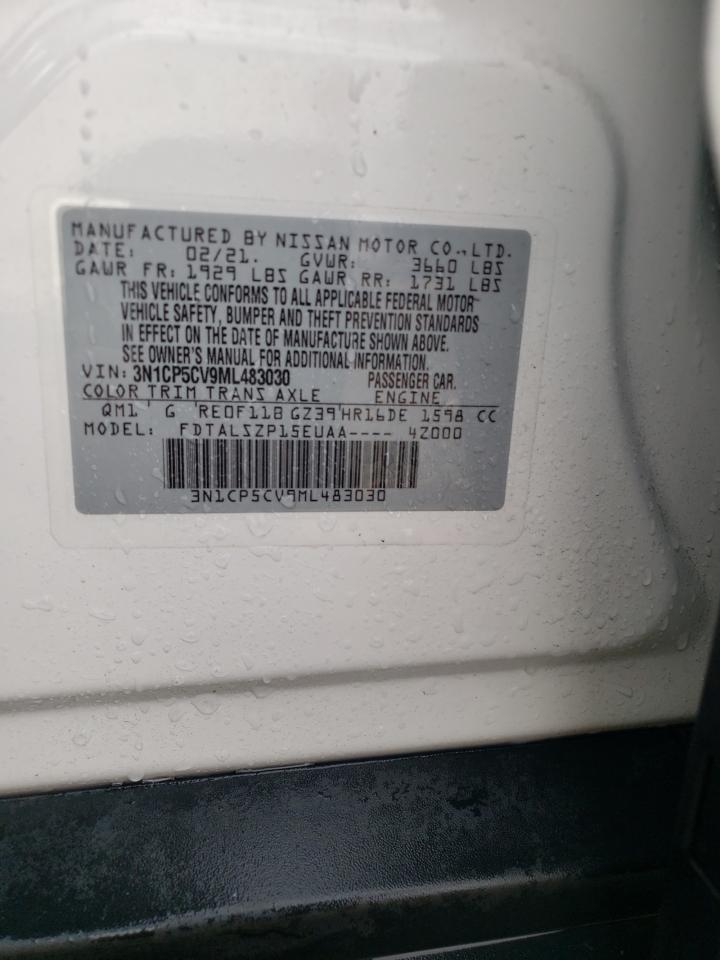 MANUFACTURED BY NISSAN MOTOR CO.,LTD.
DATE: 02/21. GVWR: 3660 LBS
GAWR FR: 1929 LBS GAWR RR: 1731 LBS
THIS VEHICLE CONFORMS TO ALL APPLICABLE FEDERAL MOTOR
VEHICLE SAFETY, BUMPER AND THEFT PREVENTION STANDARDS
IN EFFECT ON THE DATE OF MANUFACTURE SHOWN ABOVE.
SEE OWNER'S MANUAL FOR ADDITIONAL INFORMATION.
VIN: 3N1CP5CV9ML483030 PASSENGER CAR.
COLOR TRIM TRANS AXLE ENGINE
QM1 G RE0F11B GZ39 HR16DE 1598 CC
MODEL: FDTALSZP15EUAA---- 4Z000
3N1CP5CV9ML483030